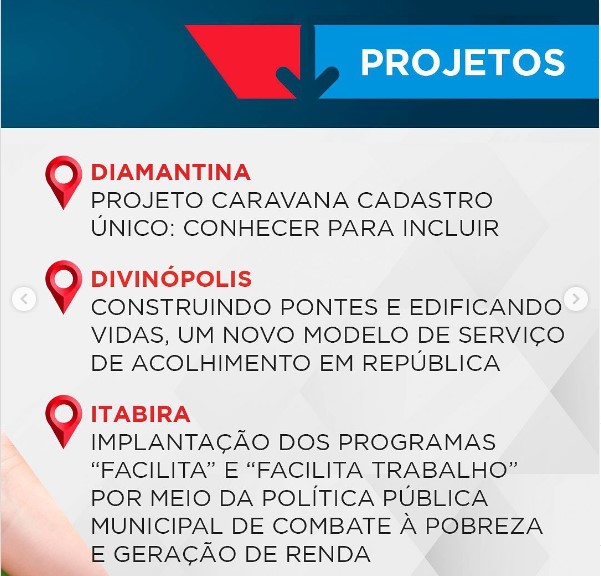 PROJETOS
DIAMANTINA
PROJETO CARAVANA CADASTRO
ÚNICO: CONHECER PARA INCLUIR
DIVINÓPOLIS
CONSTRUINDO PONTES E EDIFICANDO
VIDAS, UM NOVO MODELO DE SERVIÇO
DE ACOLHIMENTO EM REPÚBLICA
ITABIRA
IMPLANTAÇÃO DOS PROGRAMAS
“FACILITA” E “FACILITA TRABALHO”
POR MEIO DA POLÍTICA PÚBLICA
MUNICIPAL DE COMBATE À POBREZA
E GERAÇÃO DE RENDA